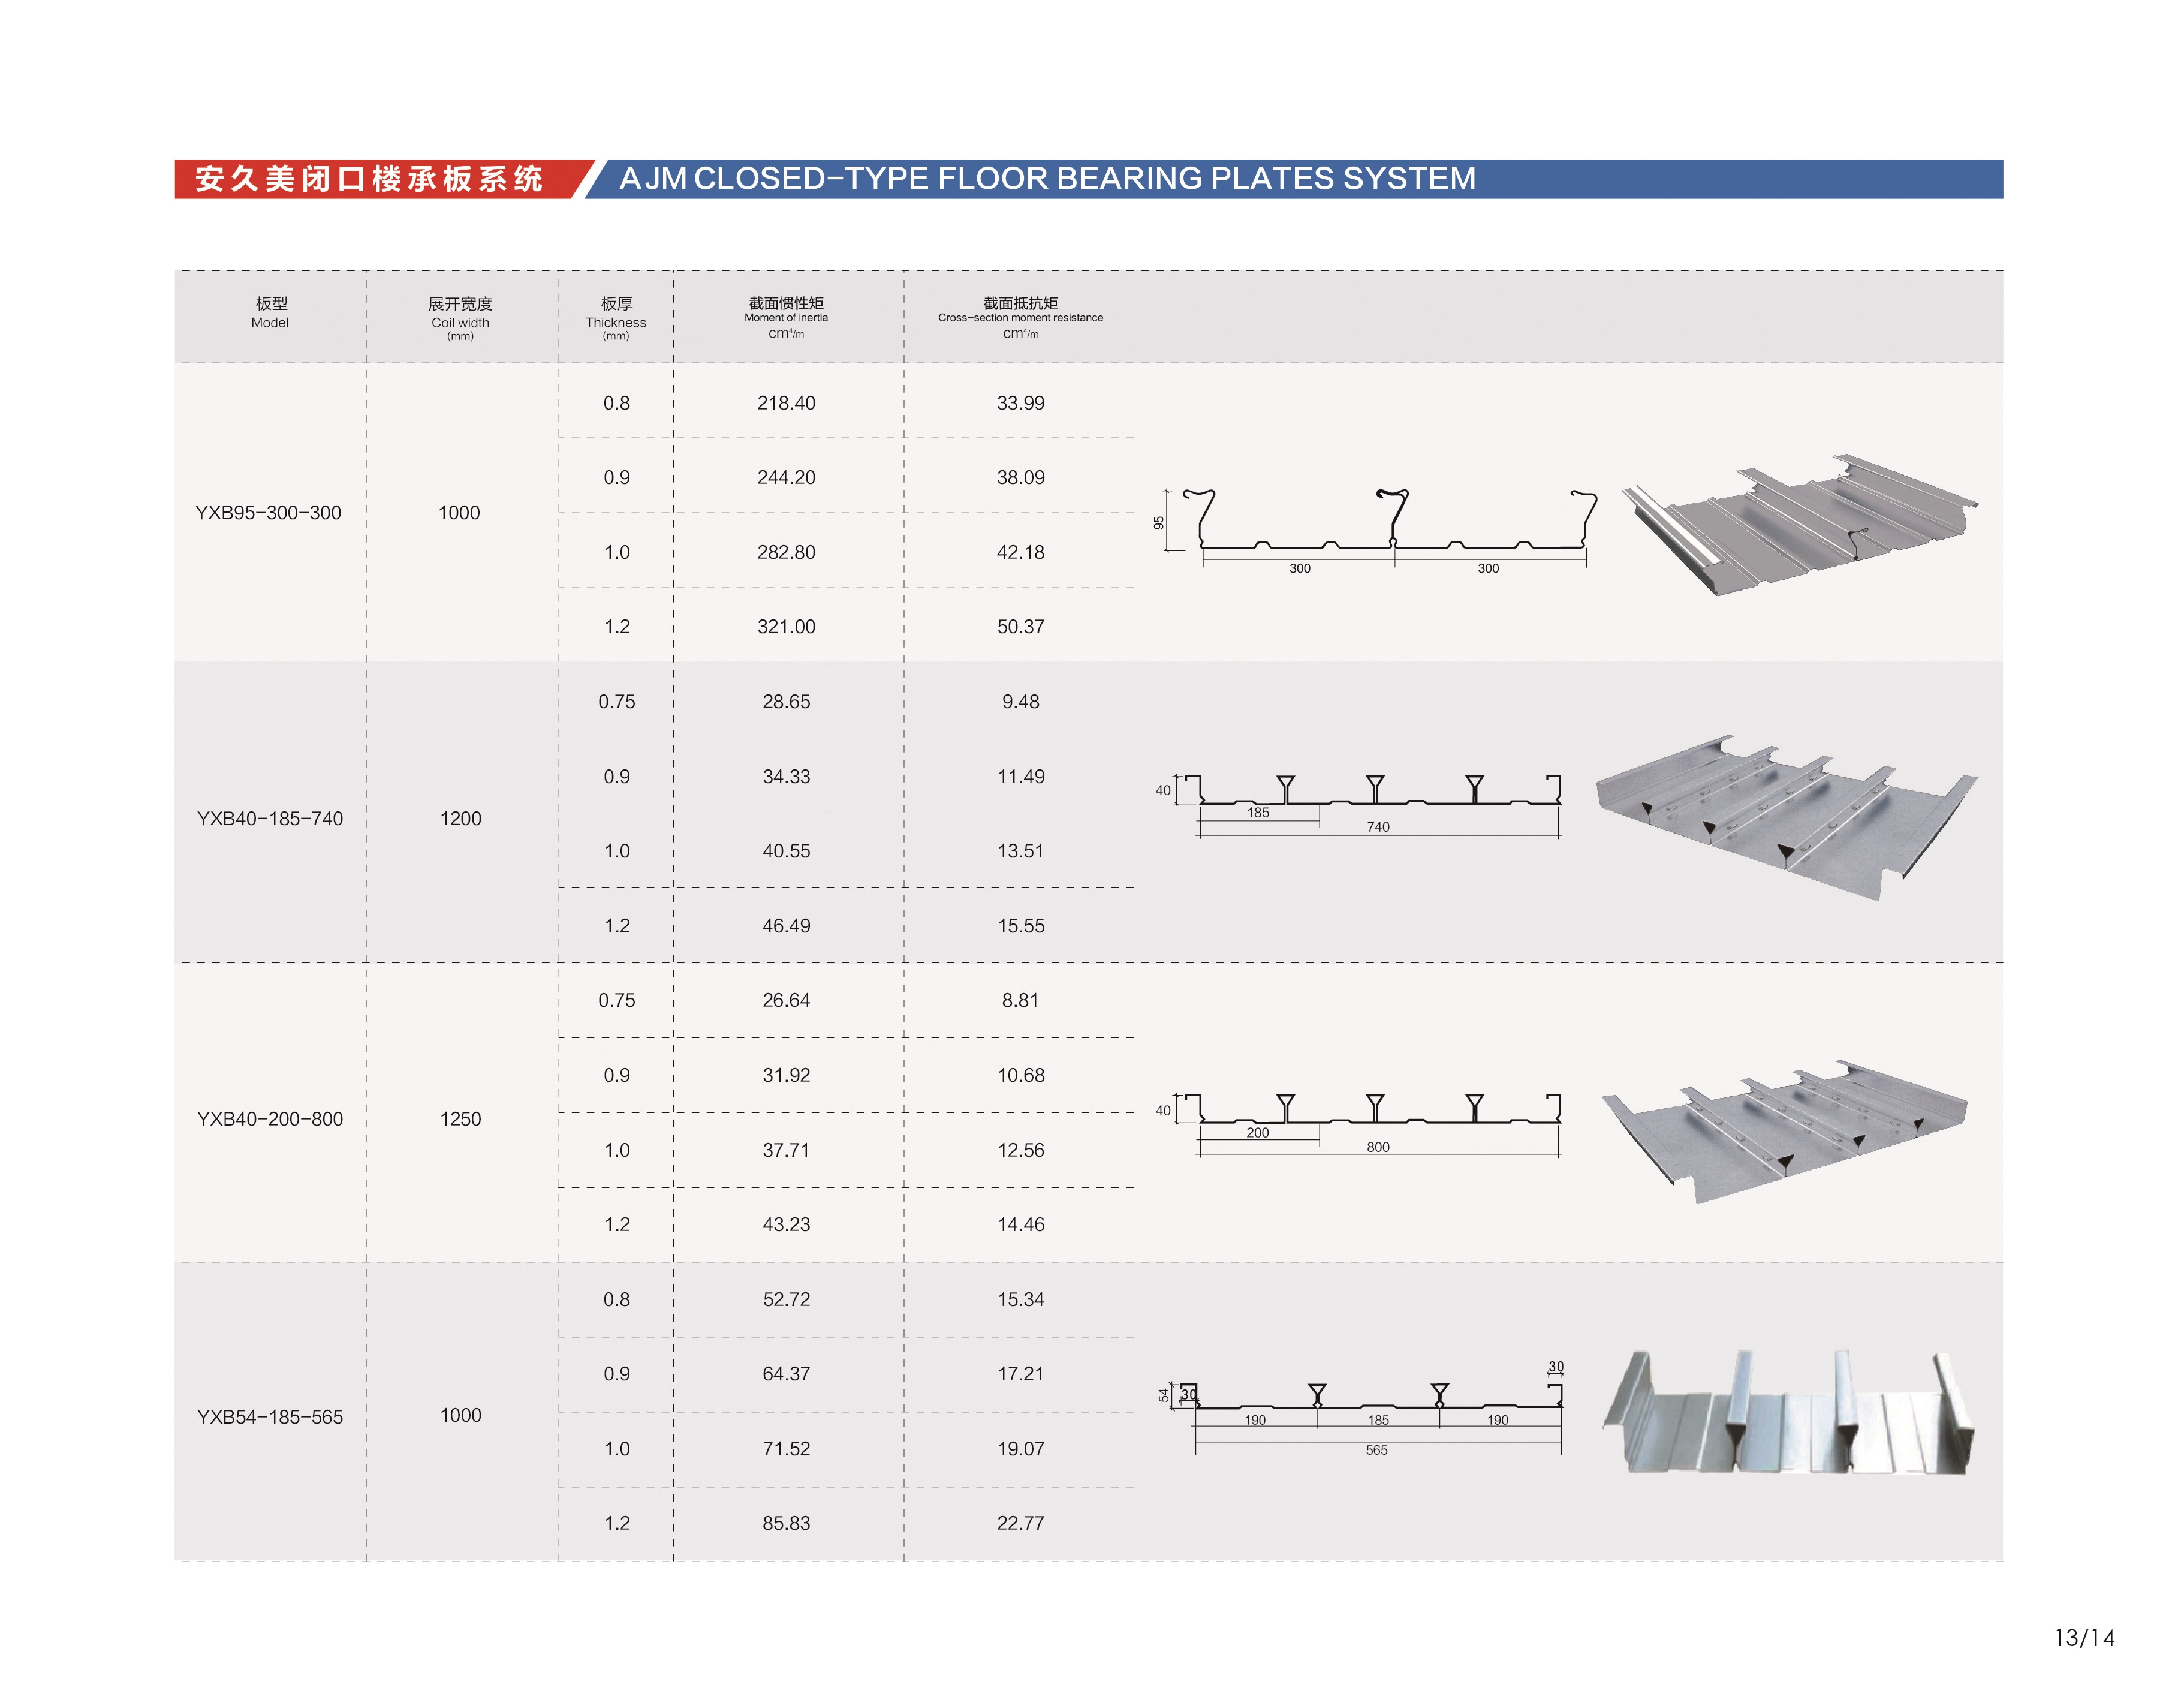 安久美闭口楼承板系统 AJM CLOSED-TYPE FLOOR BEARING PLATES SYSTEM
板型 展开宽度 板厚 截面惯性矩 截面抵抗矩
Model Coil width Thickness Moment of inertia Cross-section moment resistance
(mm) (mm) cm⁴/m cm⁴/m
0.8 218.40 33.99
0.9 244.20 38.09
YXB95-300-300 1000
1.0 282.80 42.18
1.2 321.00 50.37
95
300 300
0.75 28.65 9.48
0.9 34.33 11.49
YXB40-185-740 1200
1.0 40.55 13.51
1.2 46.49 15.55
40
185
740
0.75 26.64 8.81
0.9 31.92 10.68
YXB40-200-800 1250
1.0 37.71 12.56
1.2 43.23 14.46
40
200
800
0.8 52.72 15.34
0.9 64.37 17.21
YXB54-185-565 1000
1.0 71.52 19.07
1.2 85.83 22.77
30
54 30
190 185 190
565
13/14